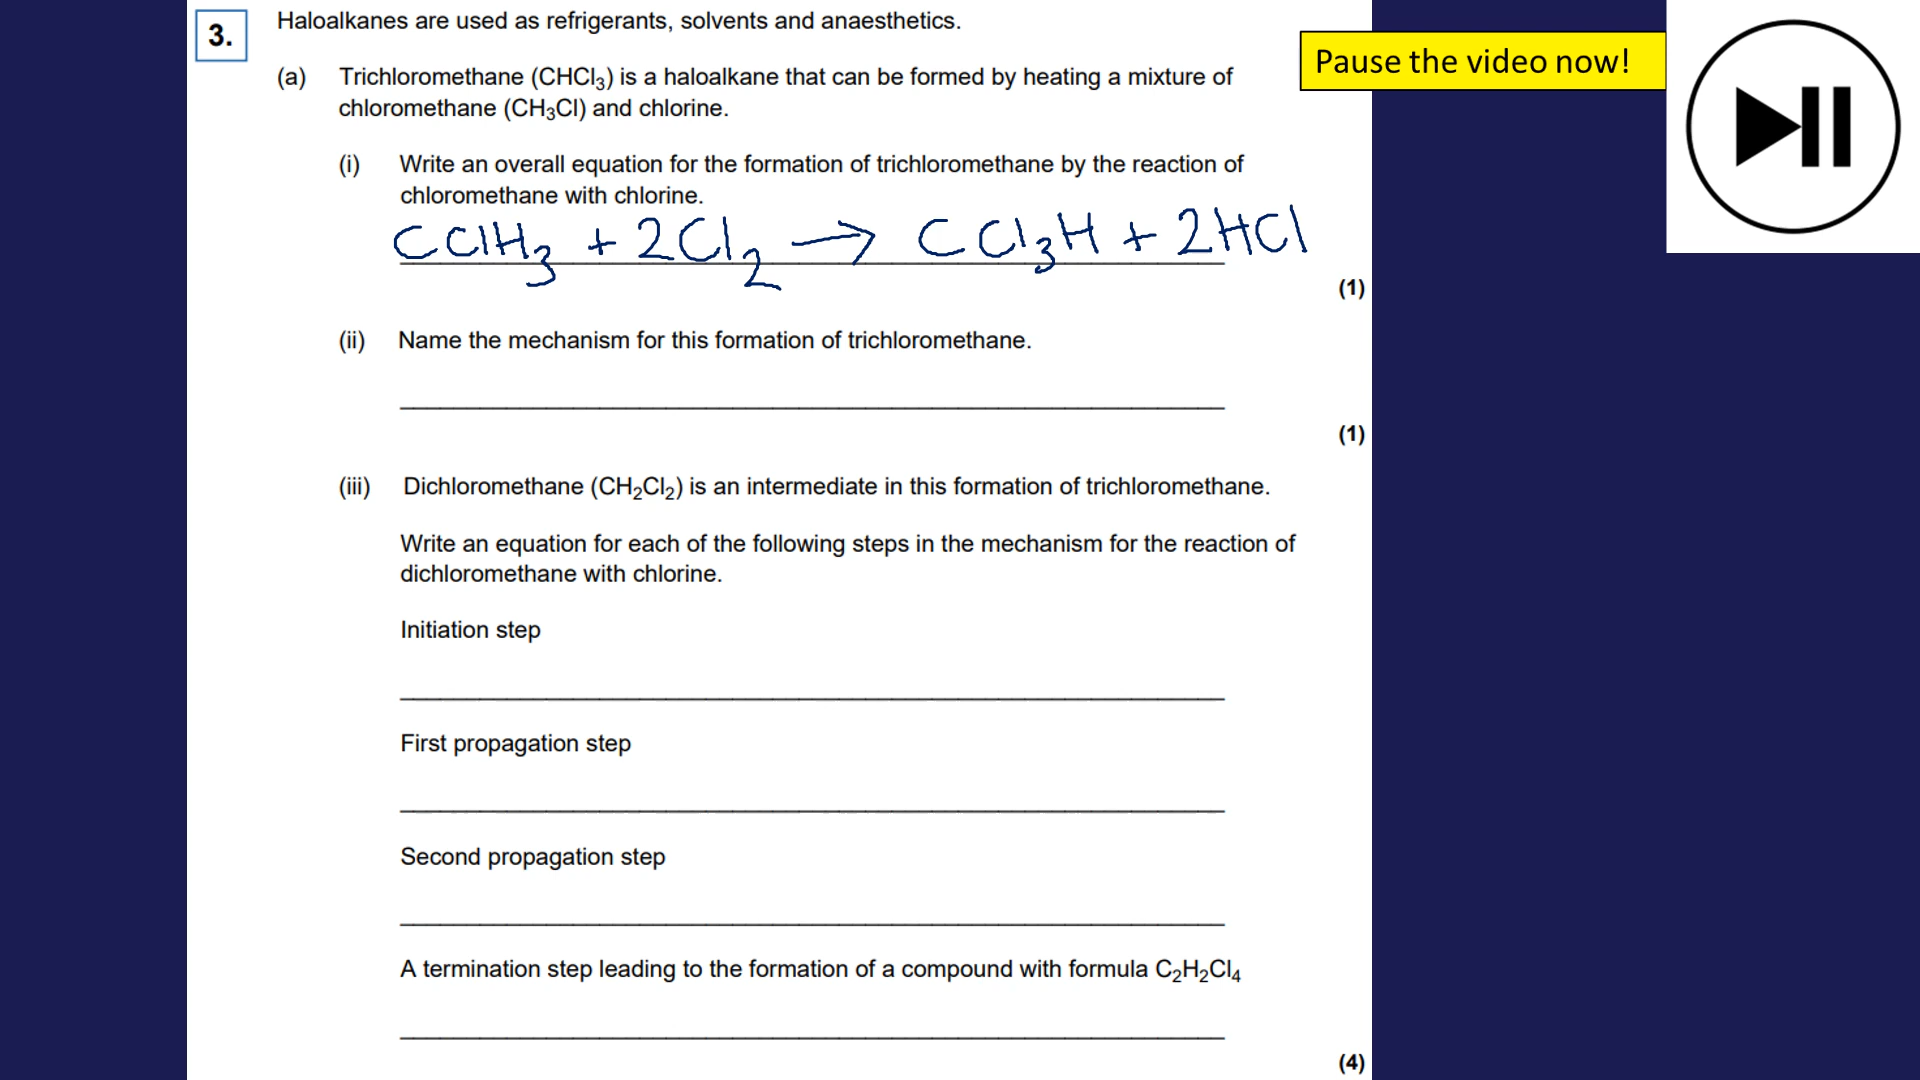 3.
Haloalkanes are used as refrigerants, solvents and anaesthetics.
Pause the video now!
(a) Trichloromethane (CHCl₃) is a haloalkane that can be formed by heating a mixture of
chloromethane (CH₃Cl) and chlorine.
(i) Write an overall equation for the formation of trichloromethane by the reaction of
chloromethane with chlorine.
CClH₃ + 2Cl₂ → CCl₃H + 2HCl
(1)
(ii) Name the mechanism for this formation of trichloromethane.
(1)
(iii) Dichloromethane (CH₂Cl₂) is an intermediate in this formation of trichloromethane.
Write an equation for each of the following steps in the mechanism for the reaction of
dichloromethane with chlorine.
Initiation step
First propagation step
Second propagation step
A termination step leading to the formation of a compound with formula C₂H₂Cl₄
(4)